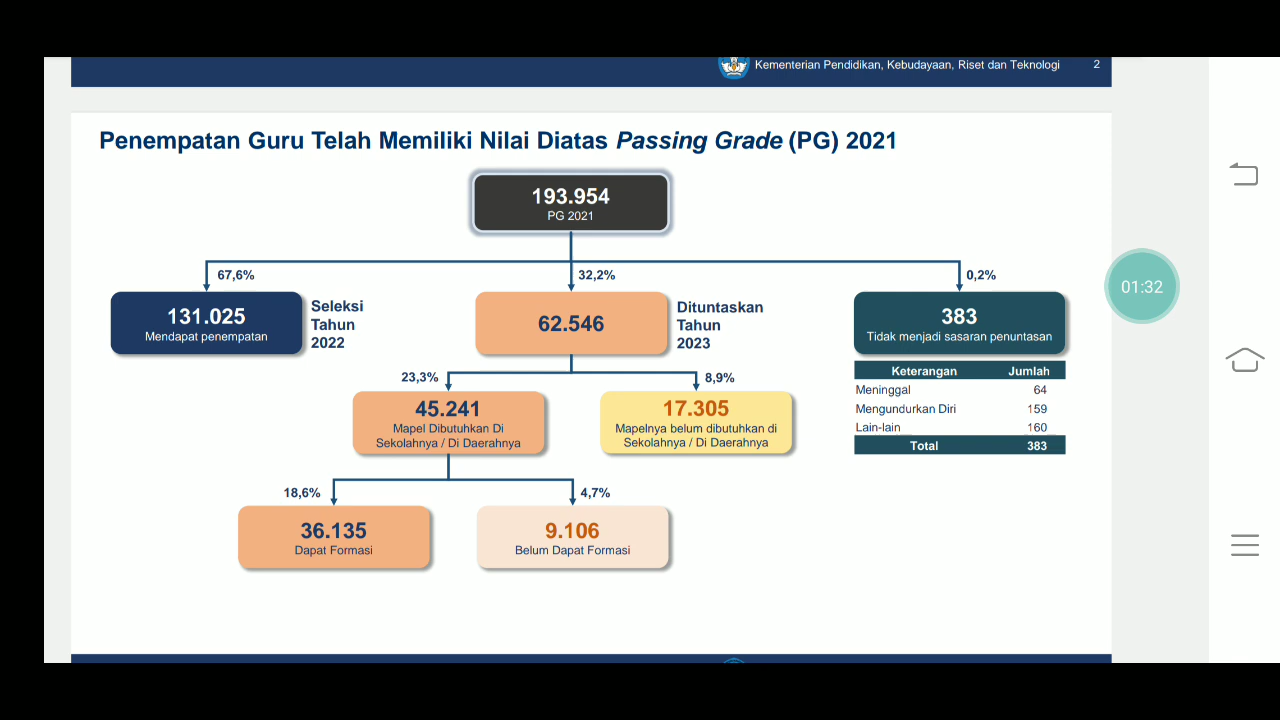 Kementerian Pendidikan, Kebudayaan, Riset dan Teknologi 2
Penempatan Guru Telah Memiliki Nilai Diatas Passing Grade (PG) 2021
193.954
PG 2021
67,6%
32,2%
0,2%
131.025
Mendapat penempatan
Seleksi
Tahun
2022
62.546
Dituntaskan
Tahun
2023
383
Tidak menjadi sasaran penuntasan
Keterangan Jumlah
Meninggal 64
Mengundurkan Diri 159
Lain-lain 160
Total 383
01:32
23,3%
8,9%
45.241
Mapel Dibutuhkan Di
Sekolahnya / Di Daerahnya
17.305
Mapelnya belum dibutuhkan di
Sekolahnya / Di Daerahnya
18,6%
4,7%
36.135
Dapat Formasi
9.106
Belum Dapat Formasi